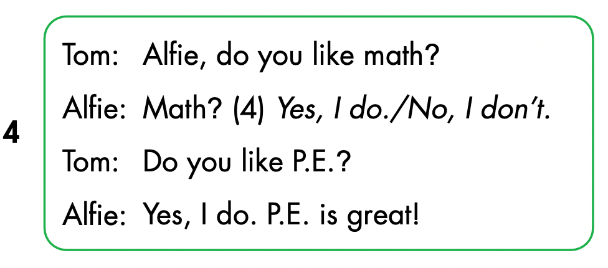 Tom: Alfie, do you like math?
Alfie: Math? (4) Yes, I do./No, I don't.
4
Tom: Do you like P.E.?
Alfie: Yes, I do. P.E. is great!